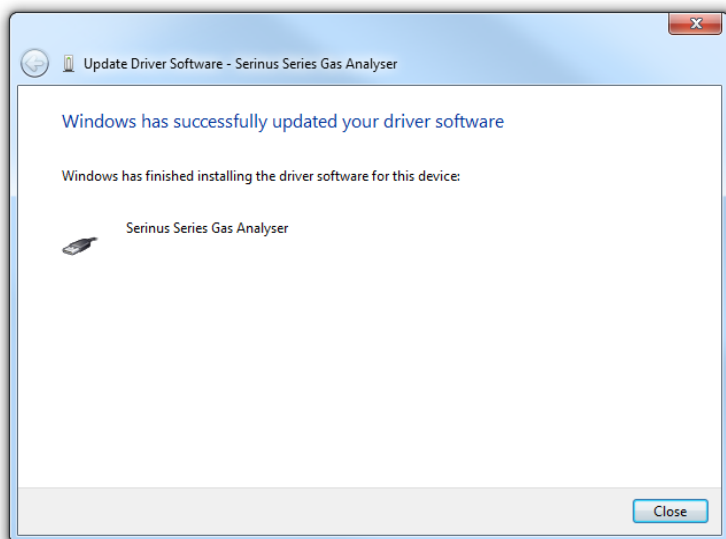 Update Driver Software - Serinus Series Gas Analyser
Windows has successfully updated your driver software
Windows has finished installing the driver software for this device:
Serinus Series Gas Analyser
Close